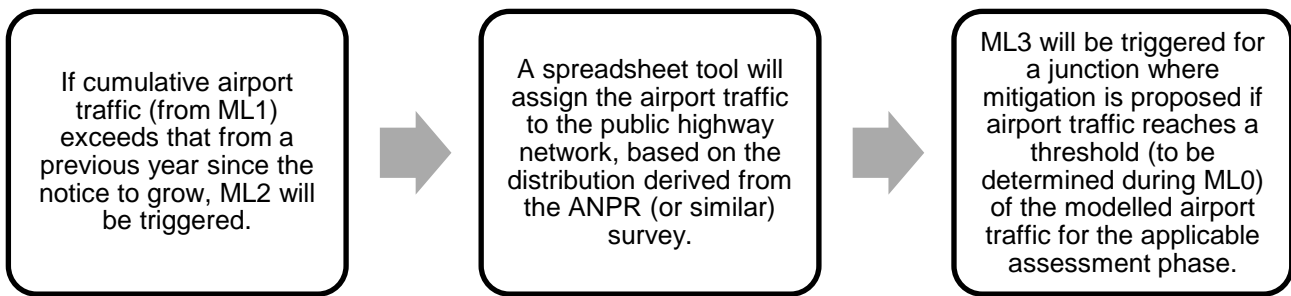 If cumulative airport
traffic (from ML1)
exceeds that from a
previous year since the
notice to grow, ML2 will
be triggered.
A spreadsheet tool will
assign the airport traffic
to the public highway
network, based on the
distribution derived from
the ANPR (or similar)
survey.
ML3 will be triggered for
a junction where
mitigation is proposed if
airport traffic reaches a
threshold (to be
determined during ML0)
of the modelled airport
traffic for the applicable
assessment phase.